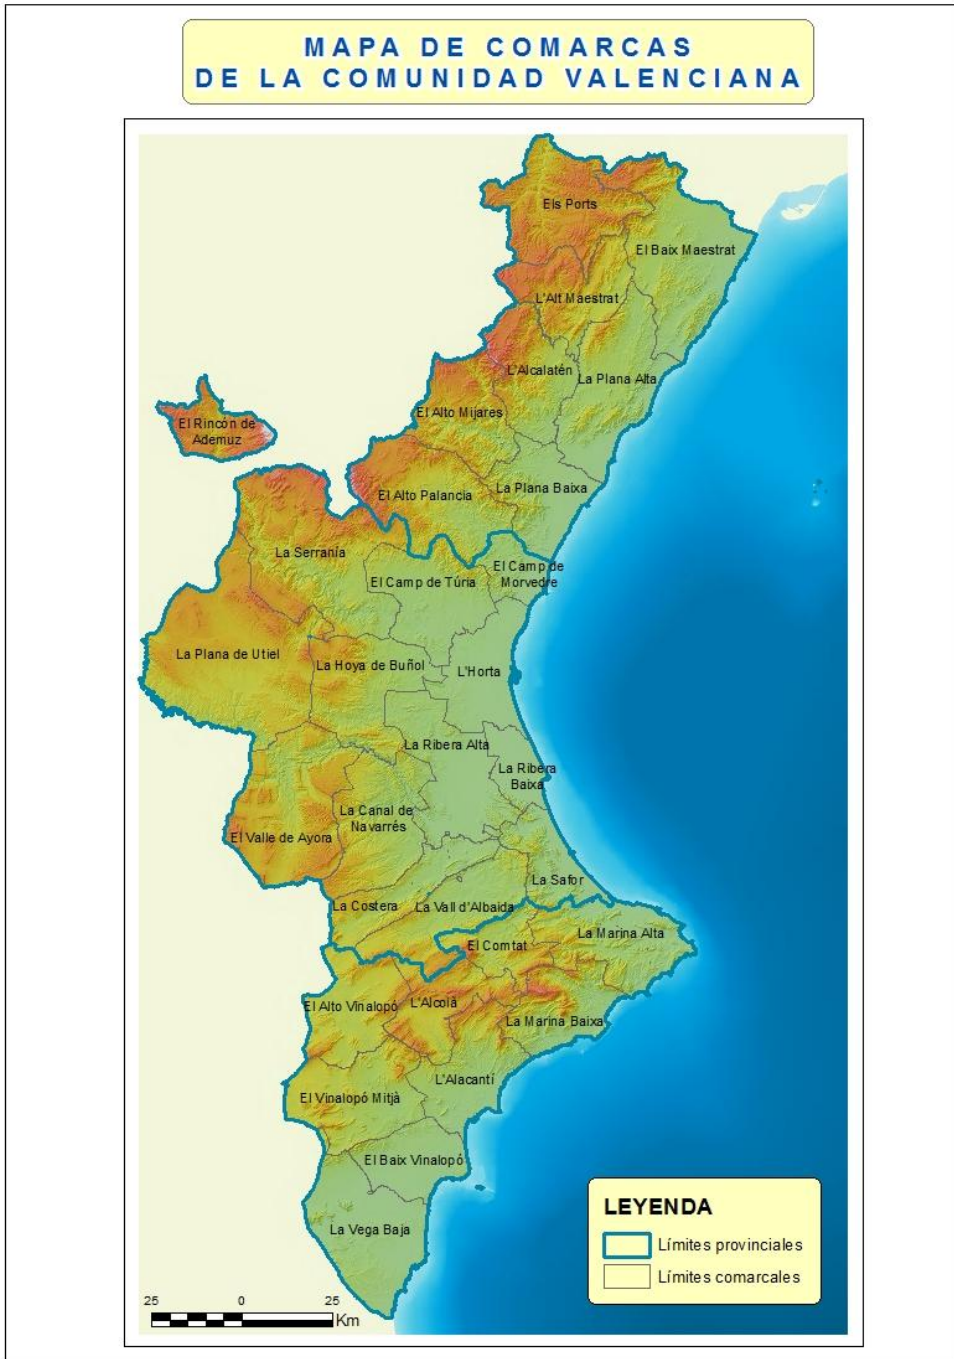 MAPA DE COMARCAS
DE LA COMUNIDAD VALENCIANA
Els Ports
El Baix Maestrat
L'Alt Maestrat
L'Alcalatén
La Plana Alta
El Alto Mijares
El Rincón de
Ademuz
La Plana Baixa
El Alto Palancia
La Serranía
El Camp de
Morvedre
El Camp de Túria
La Plana de Utiel
La Hoya de Buñol
L'Horta
La Ribera Alta
La Ribera
Baixa
La Canal de
Navarrés
El Valle de Ayora
La Safor
La Costera
La Vall d'Albaida
La Marina Alta
El Comtat
El Alto Vinalopó
L'Alcoià
La Marina Baixa
L'Alacantí
El Vinalopó Mitjà
El Baix Vinalopó
La Vega Baja
LEYENDA
Límites provinciales
Límites comarcales
25 0 25
Km